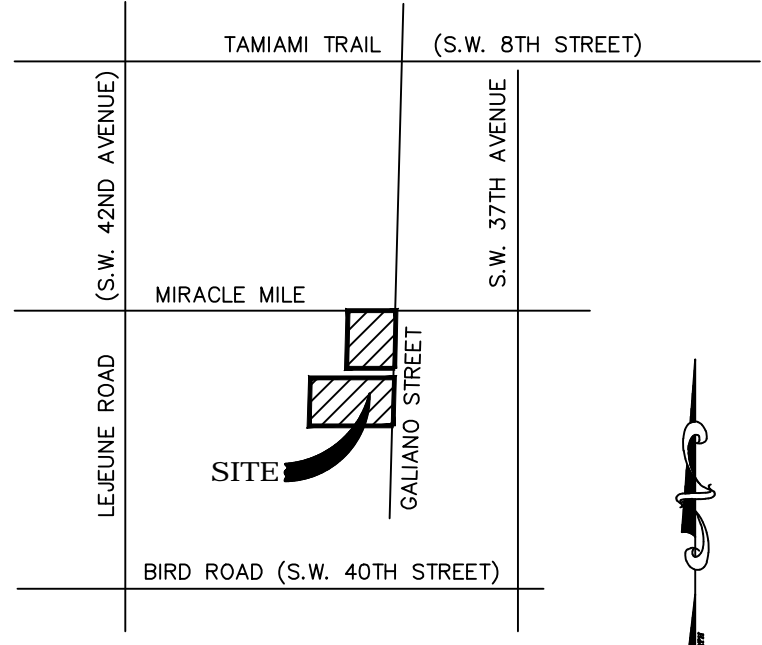 TAMIAMI TRAIL (S.W. 8TH STREET)
(S.W. 42ND AVENUE)
S.W. 37TH AVENUE
MIRACLE MILE
LEJEUNE ROAD
GALIANO STREET
SITE
BIRD ROAD (S.W. 40TH STREET)